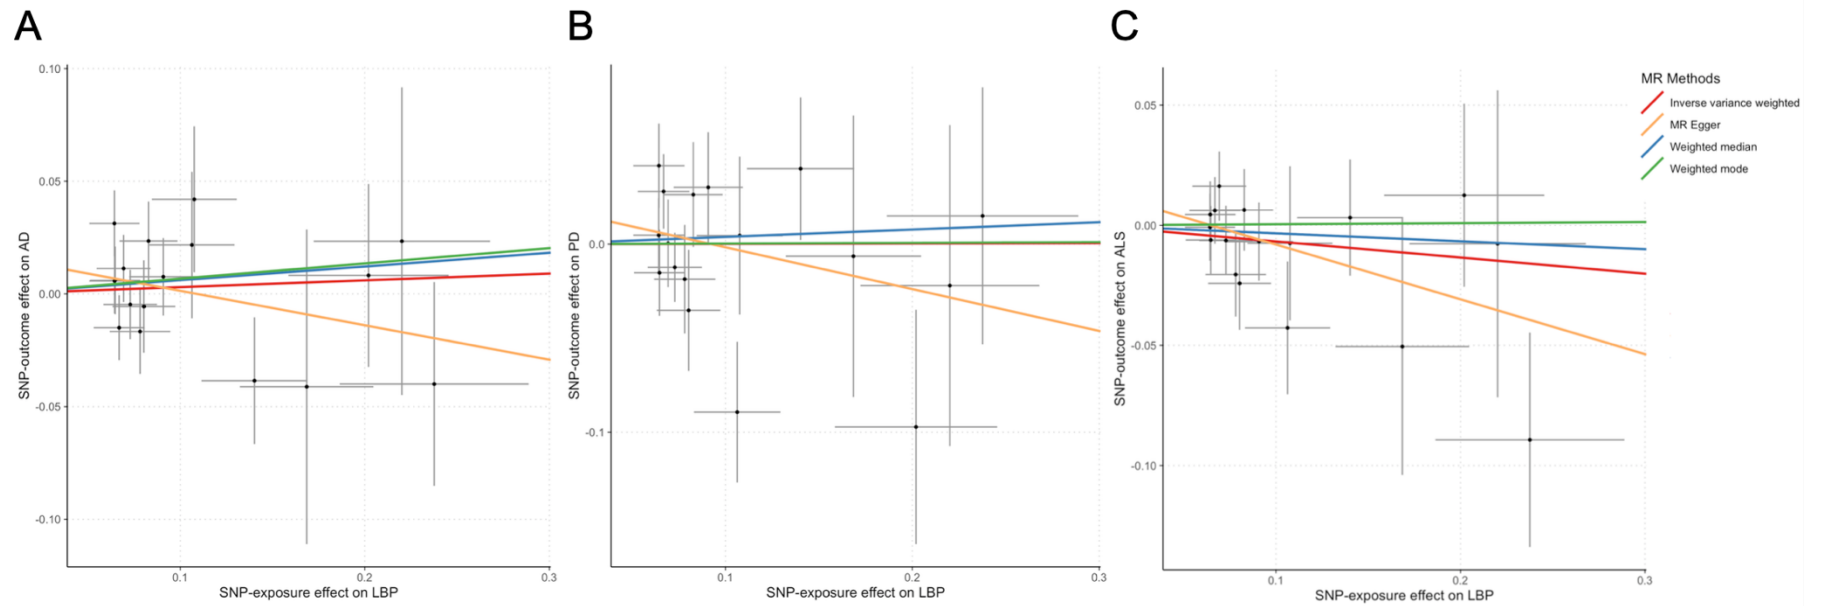 A
SNP-outcome effect on AD
0.10
0.05
0.00
-0.05
-0.10
0.1
0.2
0.3
SNP-exposure effect on LBP
B
SNP-outcome effect on PD
0.0
-0.1
0.1
0.2
0.3
SNP-exposure effect on LBP
C
SNP-outcome effect on ALS
0.05
0.00
-0.05
-0.10
0.1
0.2
0.3
SNP-exposure effect on LBP
MR Methods
Inverse variance weighted
MR Egger
Weighted median
Weighted mode